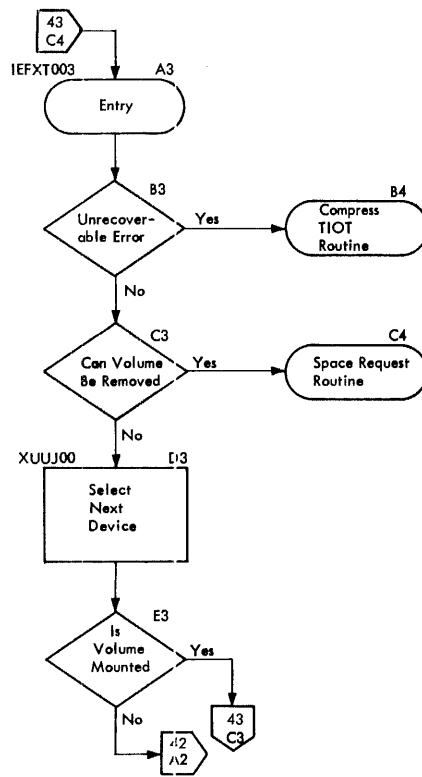 43
C4
IEFXT003
A3
Entry
B3
Unrecover-
able Error
Yes
B4
Compress
TIOT
Routine
No
C3
Can Volume
Be Removed
Yes
C4
Space Request
Routine
No
XUUJ00
D3
Select
Next
Device
E3
Is
Volume
Mounted
Yes
No
43
C3
42
A2